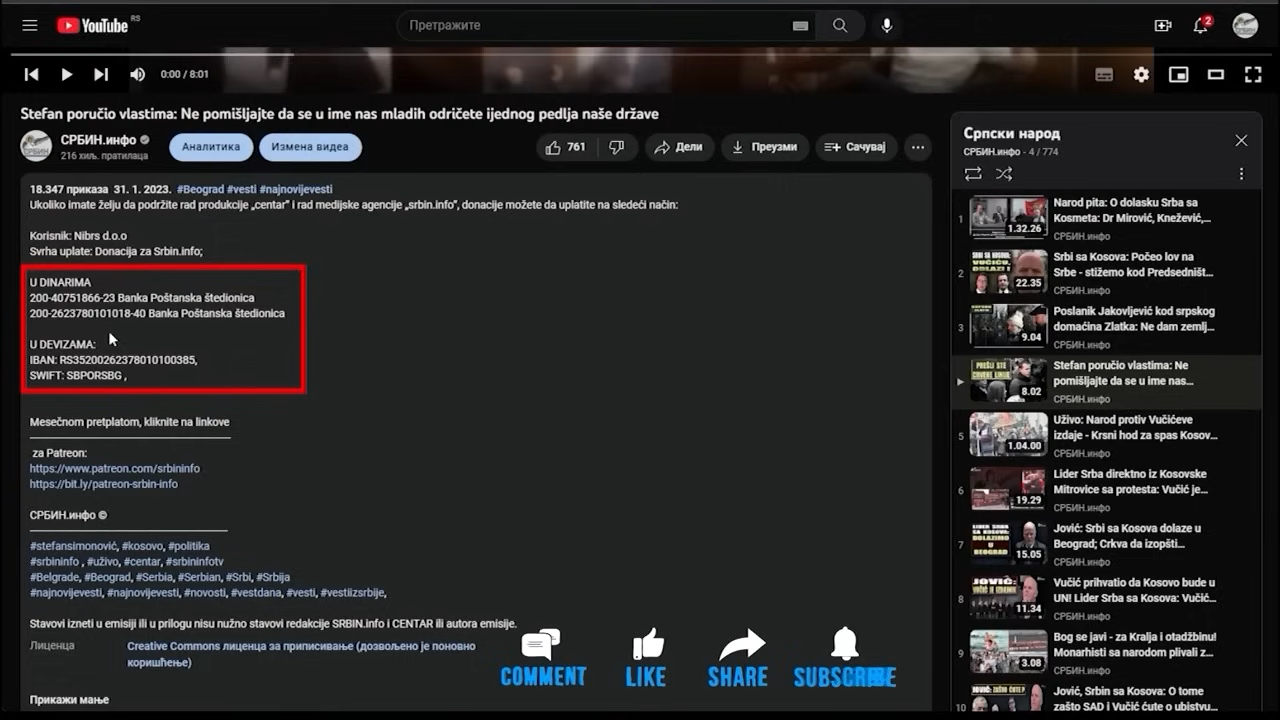 YouTube RS
Претражите
2
0:00 / 8:01
Stefan poručio vlastima: Ne pomišljajte da se u ime nas mladih odričete ijednog pedlja naše države
СРБИН.инфо
216 хиљ. пратилаца
Аналитика
Измена видеа
761
Дели
Преузми
Сачувај
18.347 приказа 31. 1. 2023. #Beograd #vesti #najnovijevesti
Ukoliko imate želju da podržite rad produkcije „centar" i rad medijske agencije „srbin.info", donacije možete da uplatite na sledeći način:
Korisnik: Nibrs d.o.o
Svrha uplate: Donacija za Srbin.info;
U DINARIMA
200-40751866-23 Banka Poštanska štedionica
200-2623780101018-40 Banka Poštanska štedionica
U DEVIZAMA:
IBAN: RS35200262378010100385,
SWIFT: SBPORSBG ,
Mesečnom pretplatom, kliknite na linkove
za Patreon:
https://www.patreon.com/srbininfo
https://bit.ly/patreon-srbin-info
СРБИН.инфо ©
#stefansimonović, #kosovo, #politika
#srbininfo , #uživo, #centar, #srbininfotv
#Belgrade, #Beograd, #Serbia, #Serbian, #Srbi, #Srbija
#najnovijevesti, #najnovijevesti, #novosti, #vestdana, #vesti, #vestiizsrbije,
Stavovi izneti u emisiji ili u prilogu nisu nužno stavovi redakcije SRBIN.info i CENTAR ili autora emisije.
Лиценца
Creative Commons лиценца за приписивање (дозвољено је поновно
коришћење)
Прикажи мање
COMMENT
LIKE
SHARE
SUBSCRIBE
Српски народ
СРБИН.инфо - 4 / 774
1
1.32.26
Narod pita: O dolasku Srba sa
Kosmeta: Dr Mirović, Knežević,...
СРБИН.инфо
2
22.35
Srbi sa Kosova: Počeo lov na
Srbe - stižemo kod Predsedništ...
СРБИН.инфо
3
9.04
Poslanik Jakovljević kod srpskog
domaćina Zlatka: Ne dam zemlj...
СРБИН.инфо
PREŠLI STE
CRVENE LINIJE
8.02
Stefan poručio vlastima: Ne
pomišljajte da se u ime nas...
СРБИН.инфо
5
1.04.00
Uživo: Narod protiv Vučićeve
izdaje - Krsni hod za spas Kosov...
СРБИН.инфо
6
19.29
Lider Srba direktno iz Kosovske
Mitrovice sa protesta: Vučić je...
СРБИН.инфо
7
15.05
Jović: Srbi sa Kosova dolaze u
Beograd; Crkva da izopšti...
СРБИН.инфо
8
11.34
Vučić prihvatio da Kosovo bude u
UN! Lider Srba sa Kosova: Vučić...
СРБИН.инфо
9
3.08
Bog se javi - za Kralja i otadžbinu!
Monarhisti sa narodom plivali z...
СРБИН.инфо
10
Jović, Srbin sa Kosova: O tome
zašto SAD i Vučić ćute o ubistvu...